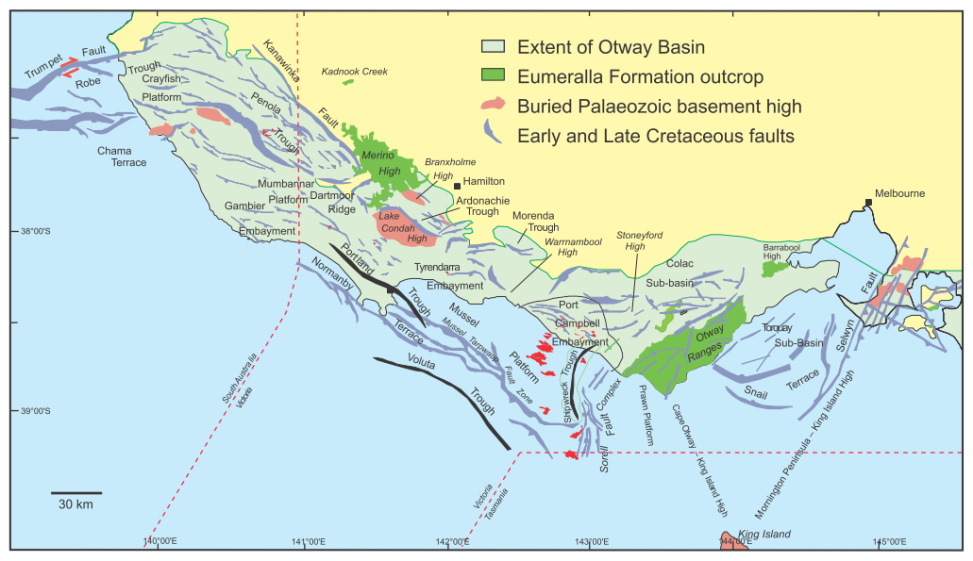 Extent of Otway Basin
Eumeralla Formation outcrop
Buried Palaeozoic basement high
Early and Late Cretaceous faults
Trumpet
Fault
Robe
Trough
Crayfish
Platform
Chama
Terrace
Kanawinka
Fault
Penola
Trough
Kadnook Creek
Merino
High
Branxholme
High
Hamilton
Melbourne
Mumbannar
Platform
Dartmoor
Ridge
Gambier
Embayment
Ardonachie
Trough
Lake
Condah
High
Morenda
Trough
Warrnambool
High
Stoneyford
High
Colac
Sub-basin
Barrabool
High
38°00'S
Portland
Trough
Tyrendarra
Embayment
Normanby
Terrace
Mussel
Platform
Mussel
Tarpwaup
Fault
Zone
Port
Campbell
Embayment
Otway
Ranges
Torquay
Sub-Basin
Selwyn
Fault
Snail
Terrace
Voluta
Trough
Shipwreck
Trough
Sorell
Fault
Complex
Prawn Platform
Cape Otway – King Island High
Mornington Peninsula – King Island High
South Australia
Victoria
39°00'S
Victoria
Tasmania
30 km
King Island
140°00'E
141°00'E
142°00'E
143°00'E
144°00'E
145°00'E